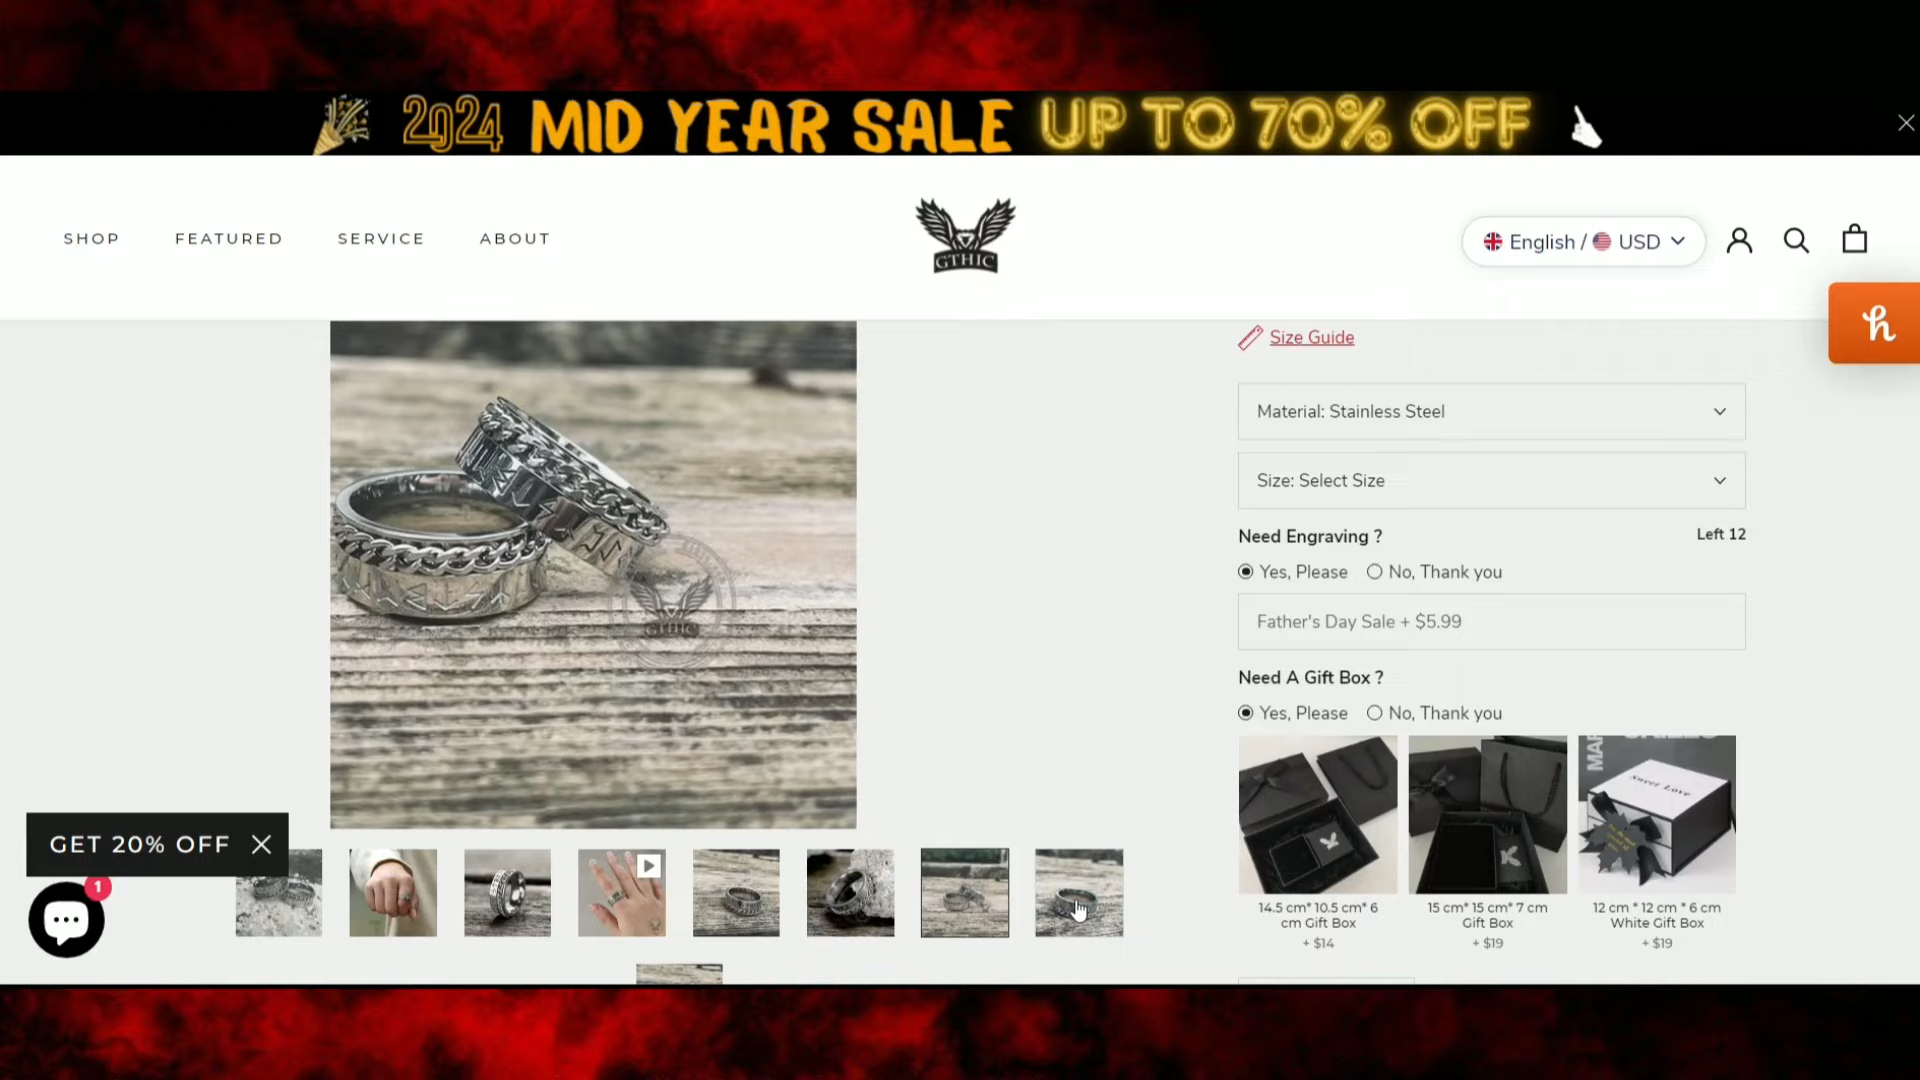 2024 MID YEAR SALE UP TO 70% OFF
SHOP
FEATURED
SERVICE
ABOUT
GTHIC
English / USD
h
Size Guide
Material: Stainless Steel
Size: Select Size
Need Engraving ?
Left 12
Yes, Please
No, Thank you
Father's Day Sale + $5.99
Need A Gift Box ?
Yes, Please
No, Thank you
GTHIC
Sweet Love
14.5 cm* 10.5 cm* 6
cm Gift Box
+ $14
15 cm* 15 cm* 7 cm
Gift Box
+ $19
12 cm * 12 cm * 6 cm
White Gift Box
+ $19
GET 20% OFF
1